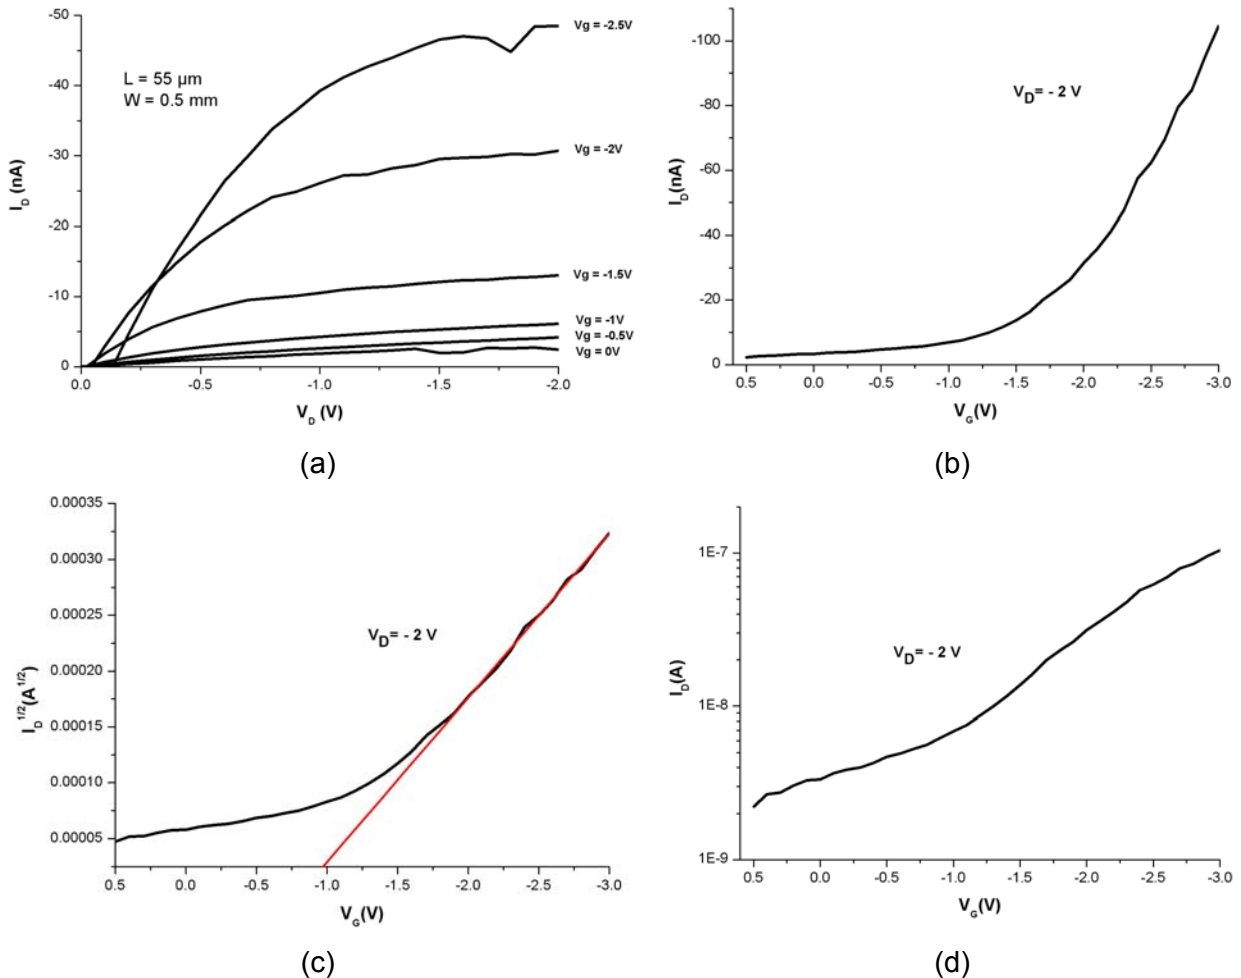 -50
-40
-30
-20
-10
0
I_D (nA)
L = 55 µm
W = 0.5 mm
Vg = -2.5V
Vg = -2V
Vg = -1.5V
Vg = -1V
Vg = -0.5V
Vg = 0V
0.0 -0.5 -1.0 -1.5 -2.0
V_D (V)
(a)
-100
-80
-60
-40
-20
0
I_D(nA)
V_D= - 2 V
0.5 0.0 -0.5 -1.0 -1.5 -2.0 -2.5 -3.0
V_G(V)
(b)
0.00035
0.00030
0.00025
0.00020
0.00015
0.00010
0.00005
I_D^1/2(A^1/2)
V_D= - 2 V
0.5 0.0 -0.5 -1.0 -1.5 -2.0 -2.5 -3.0
V_G(V)
(c)
1E-7
1E-8
1E-9
I_D(A)
V_D= - 2 V
0.5 0.0 -0.5 -1.0 -1.5 -2.0 -2.5 -3.0
V_G(V)
(d)